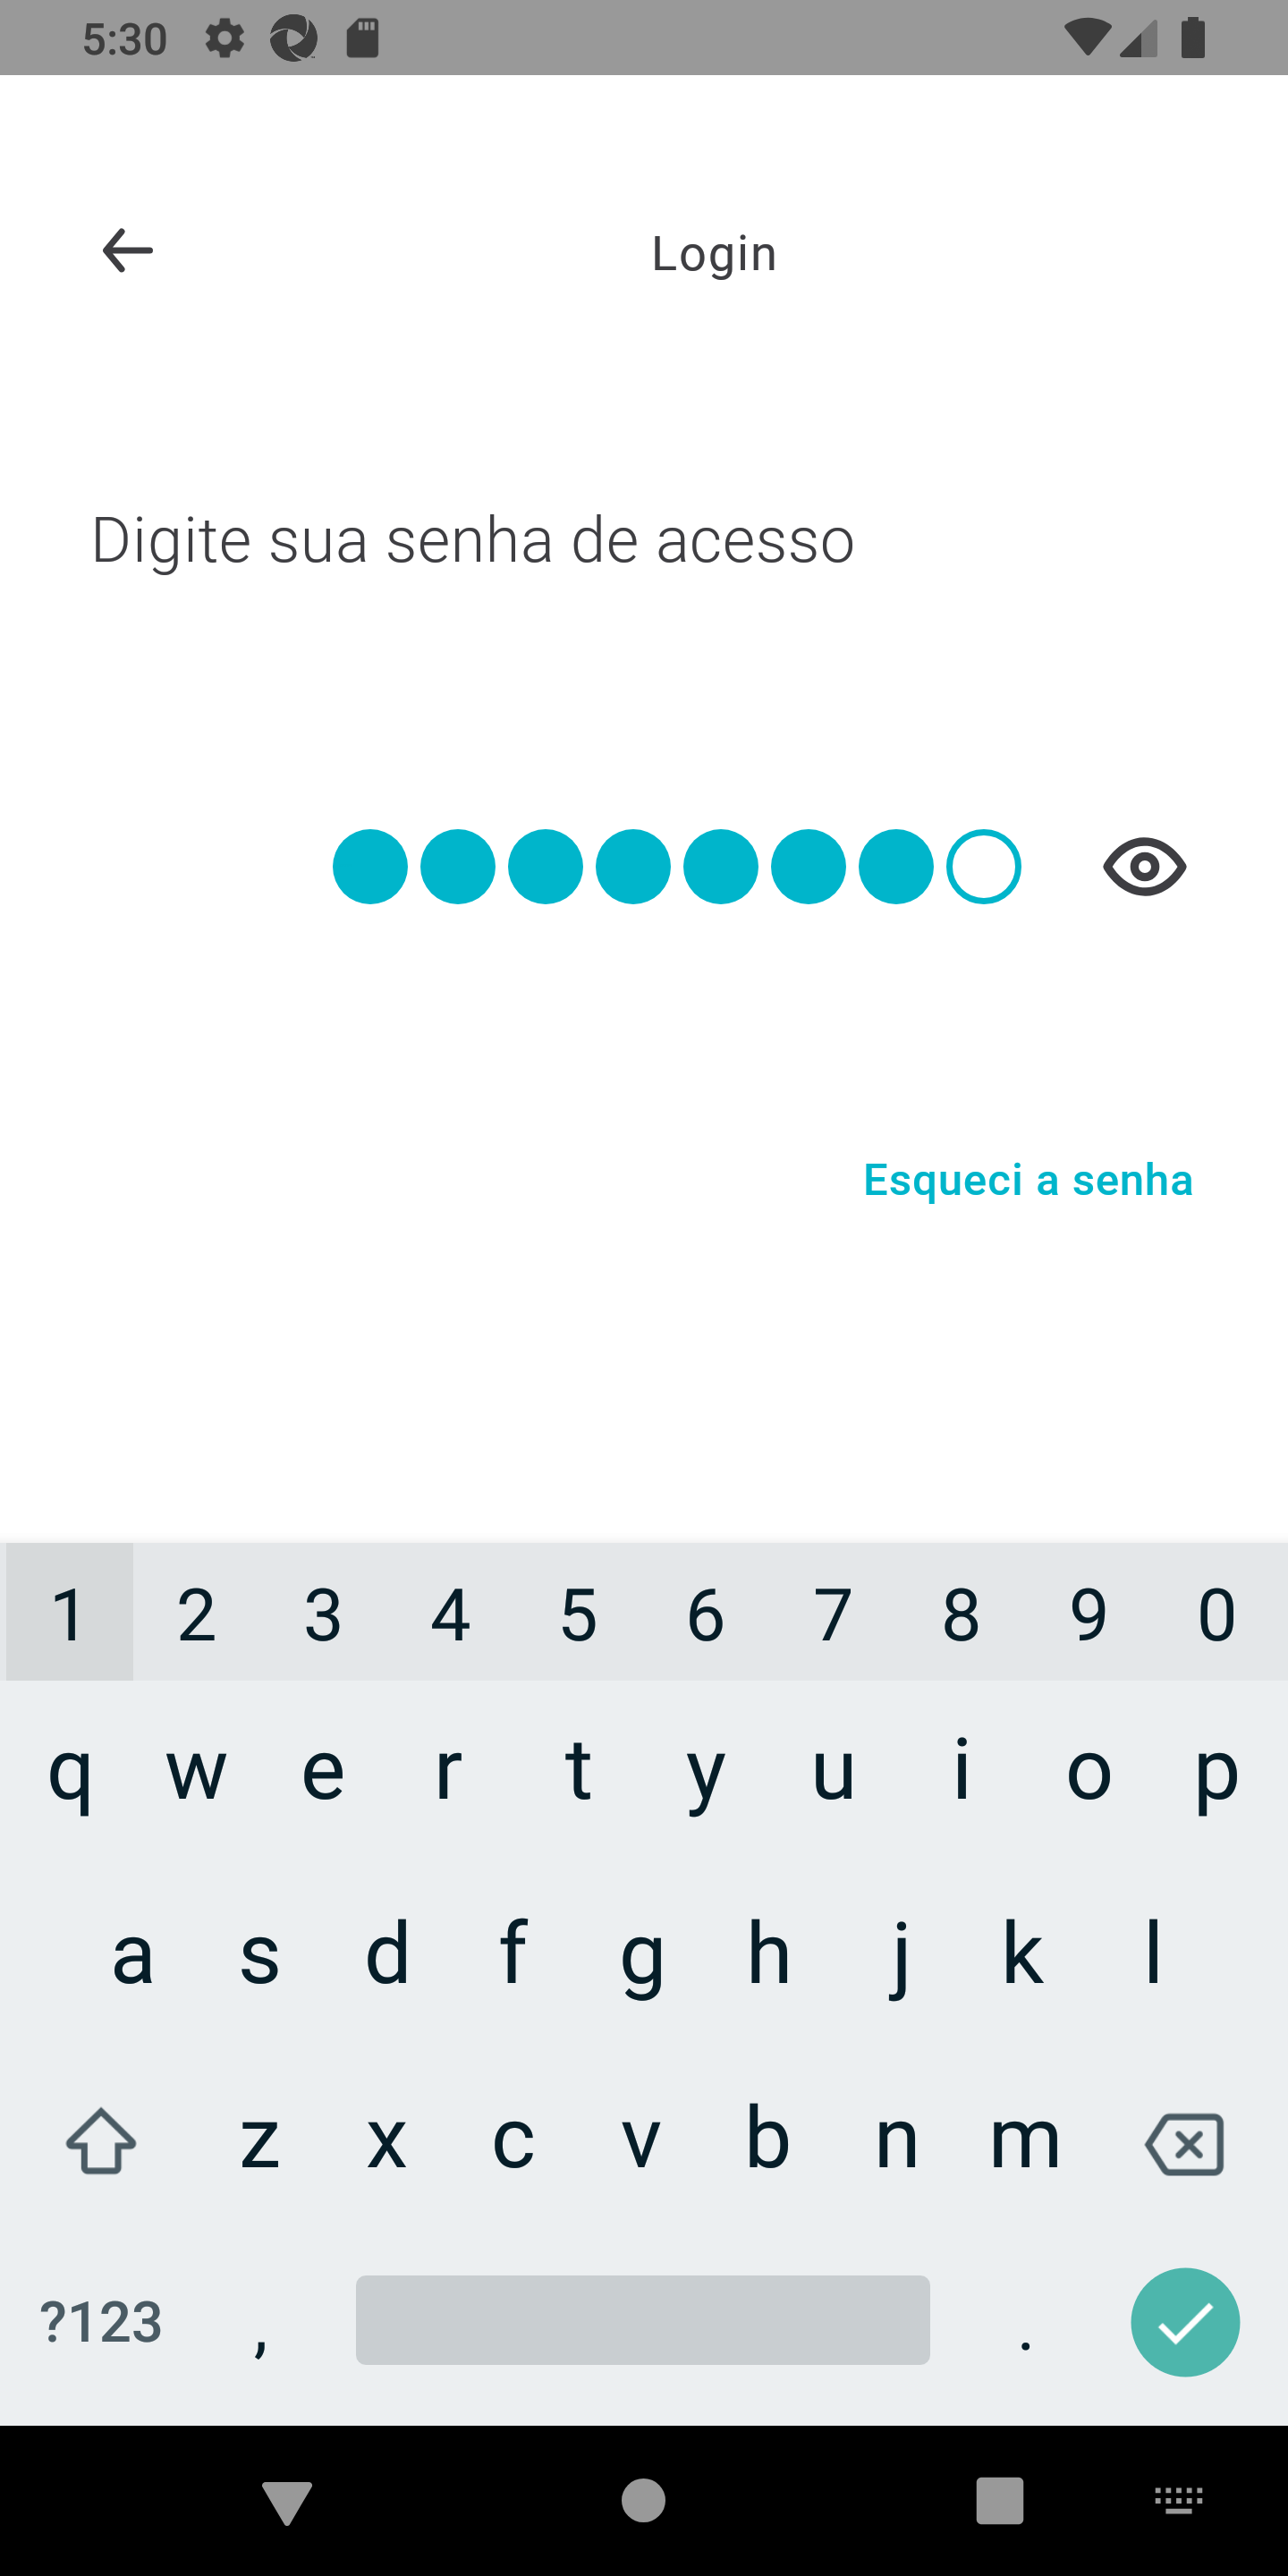 5:30
Login
Digite sua senha de acesso
Esqueci a senha
1 2 3 4 5 6 7 8 9 0
q w e r t y u i o p
a s d f g h j k l
z x c v b n m
?123 , .